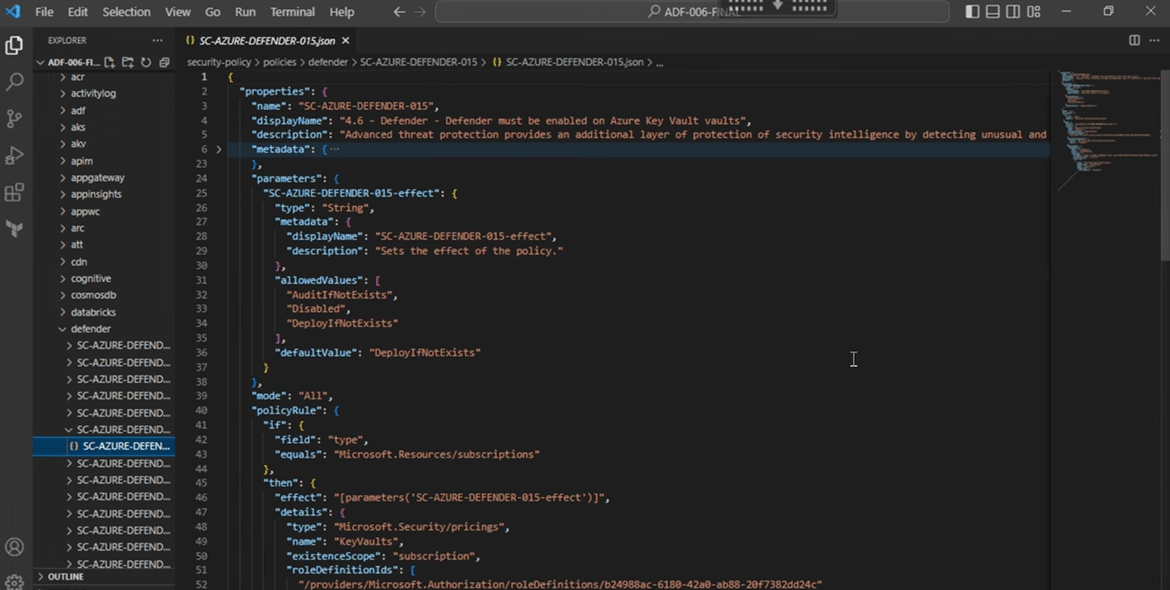 File Edit Selection View Go Run Terminal Help
ADF-006-FINAL
EXPLORER
ADF-006-FI...
acr
activitylog
adf
aks
akv
apim
appgateway
appinsights
appwc
arc
att
cdn
cognitive
cosmosdb
databricks
defender
SC-AZURE-DEFEND...
SC-AZURE-DEFEND...
SC-AZURE-DEFEND...
SC-AZURE-DEFEND...
SC-AZURE-DEFEND...
SC-AZURE-DEFEND...
{} SC-AZURE-DEFEN...
SC-AZURE-DEFEND...
SC-AZURE-DEFEND...
SC-AZURE-DEFEND...
SC-AZURE-DEFEND...
SC-AZURE-DEFEND...
SC-AZURE-DEFEND...
SC-AZURE-DEFEND...
OUTLINE
{} SC-AZURE-DEFENDER-015.json
security-policy > policies > defender > SC-AZURE-DEFENDER-015 > {} SC-AZURE-DEFENDER-015.json > ...
1 {
2 "properties": {
3 "name": "SC-AZURE-DEFENDER-015",
4 "displayName": "4.6 - Defender - Defender must be enabled on Azure Key Vault vaults",
5 "description": "Advanced threat protection provides an additional layer of protection of security intelligence by detecting unusual and
6 "metadata": { ...
23 },
24 "parameters": {
25 "SC-AZURE-DEFENDER-015-effect": {
26 "type": "String",
27 "metadata": {
28 "displayName": "SC-AZURE-DEFENDER-015-effect",
29 "description": "Sets the effect of the policy."
30 },
31 "allowedValues": [
32 "AuditIfNotExists",
33 "Disabled",
34 "DeployIfNotExists"
35 ],
36 "defaultValue": "DeployIfNotExists"
37 }
38 },
39 "mode": "All",
40 "policyRule": {
41 "if": {
42 "field": "type",
43 "equals": "Microsoft.Resources/subscriptions"
44 },
45 "then": {
46 "effect": "[parameters('SC-AZURE-DEFENDER-015-effect')]",
47 "details": {
48 "type": "Microsoft.Security/pricings",
49 "name": "KeyVaults",
50 "existenceScope": "subscription",
51 "roleDefinitionIds": [
52 "/providers/Microsoft.Authorization/roleDefinitions/b24988ac-6180-42a0-ab88-20f7382dd24c"